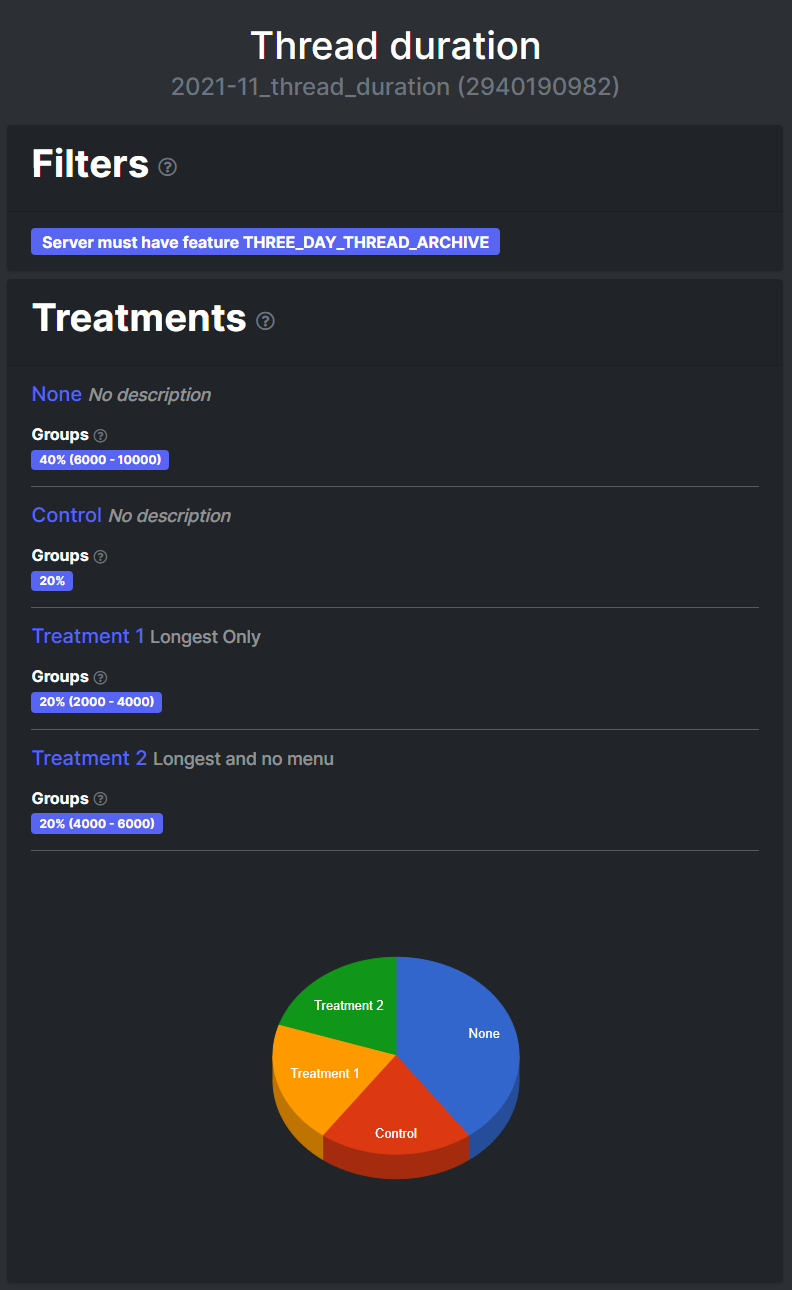 Thread duration
2021-11_thread_duration (2940190982)
Filters ?
Server must have feature THREE_DAY_THREAD_ARCHIVE
Treatments ?
None No description
Groups ?
40% (6000 - 10000)
Control No description
Groups ?
20%
Treatment 1 Longest Only
Groups ?
20% (2000 - 4000)
Treatment 2 Longest and no menu
Groups ?
20% (4000 - 6000)
Treatment 2
None
Treatment 1
Control